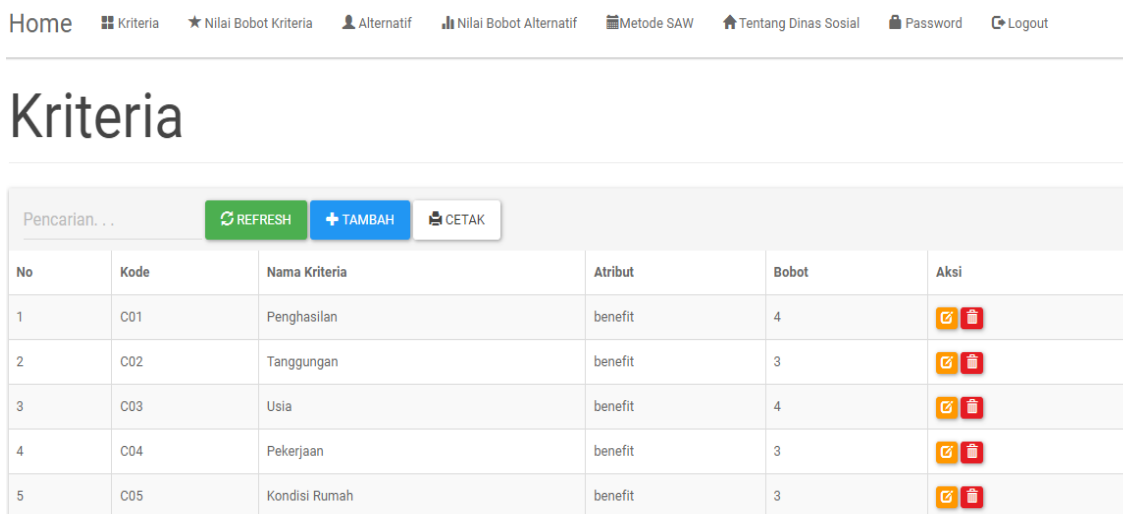 Home Kriteria Nilai Bobot Kriteria Alternatif Nilai Bobot Alternatif Metode SAW Tentang Dinas Sosial Password Logout
Kriteria
Pencarian. . . REFRESH TAMBAH CETAK
No Kode Nama Kriteria Atribut Bobot Aksi
1 C01 Penghasilan benefit 4
2 C02 Tanggungan benefit 3
3 C03 Usia benefit 4
4 C04 Pekerjaan benefit 3
5 C05 Kondisi Rumah benefit 3